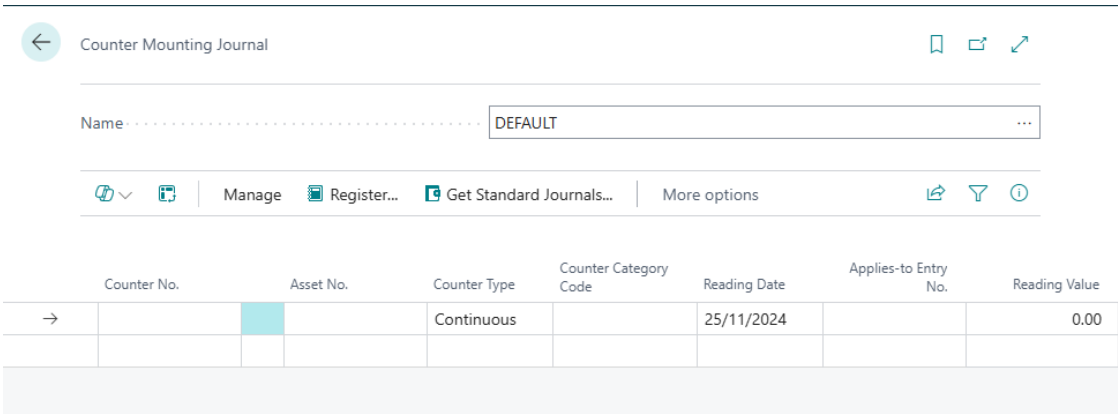 Counter Mounting Journal
Name DEFAULT ...
Manage Register... Get Standard Journals... More options
Counter No. Asset No. Counter Type Counter Category Code Reading Date Applies-to Entry No. Reading Value
Continuous 25/11/2024 0.00